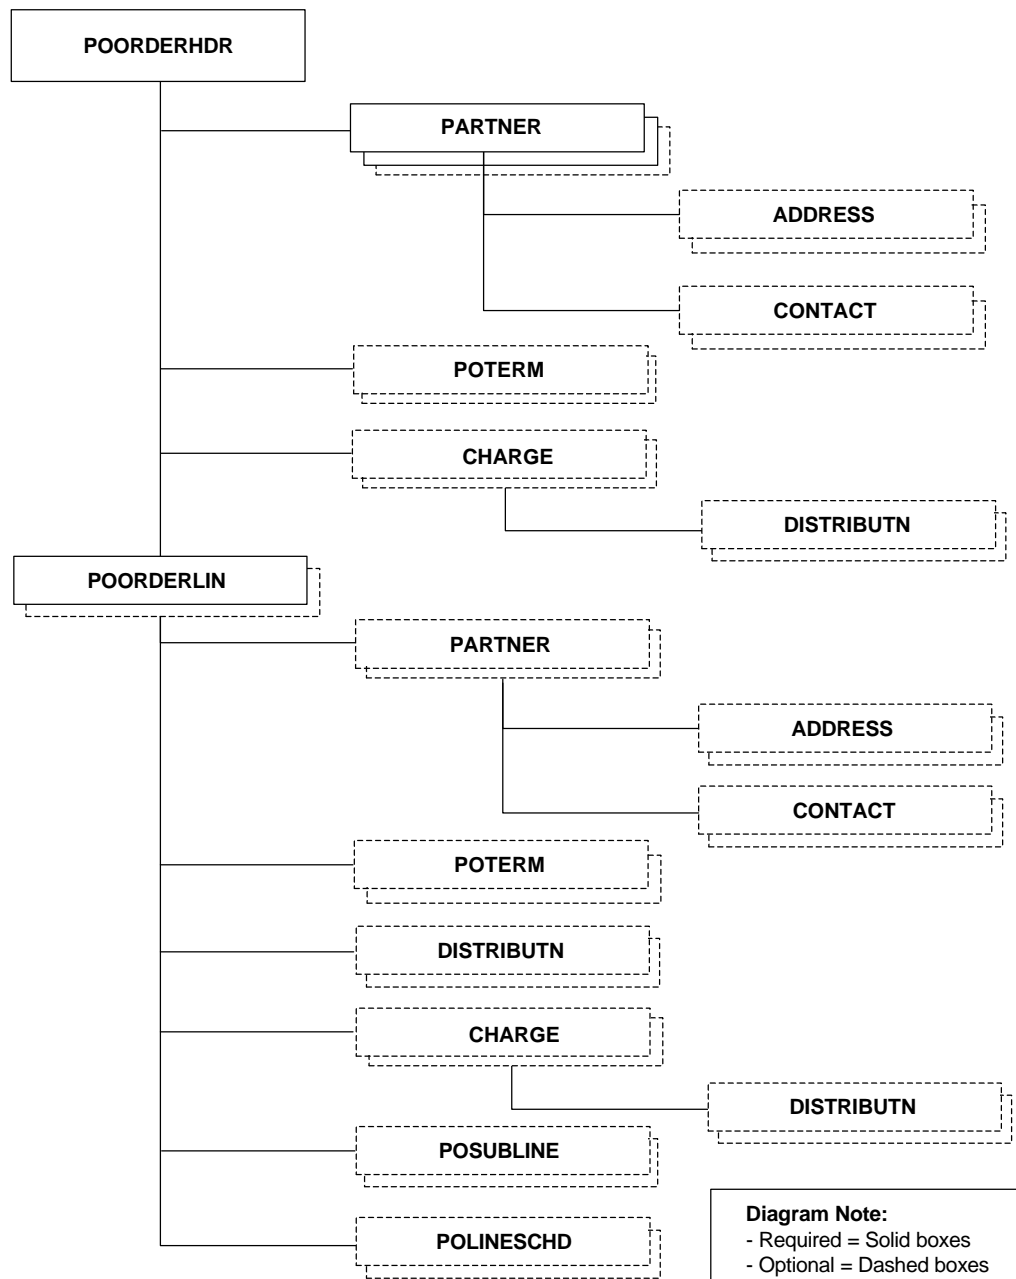 POORDERHDR
PARTNER
ADDRESS
CONTACT
POTERM
CHARGE
DISTRIBUTN
POORDERLIN
PARTNER
ADDRESS
CONTACT
POTERM
DISTRIBUTN
CHARGE
DISTRIBUTN
POSUBLINE
POLINESCHD
Diagram Note:
- Required = Solid boxes
- Optional = Dashed boxes